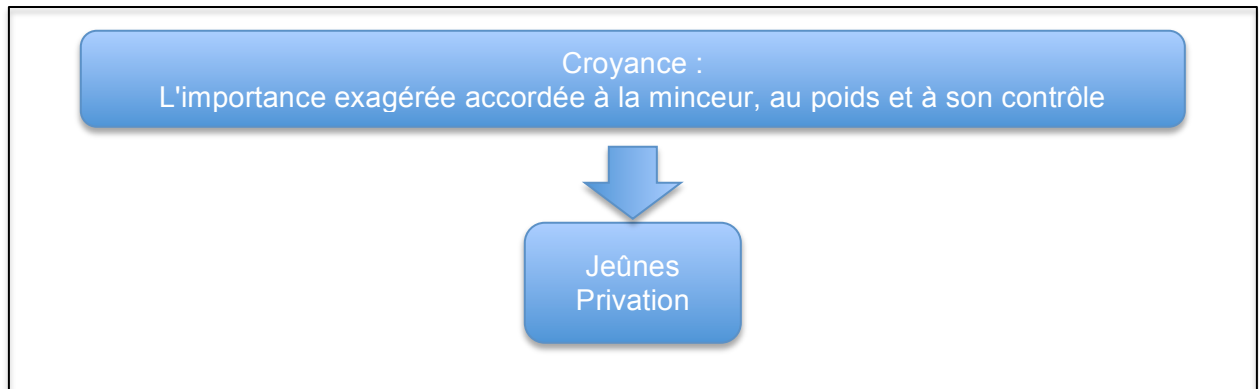 Croyance :
L'importance exagérée accordée à la minceur, au poids et à son contrôle
Jeûnes
Privation